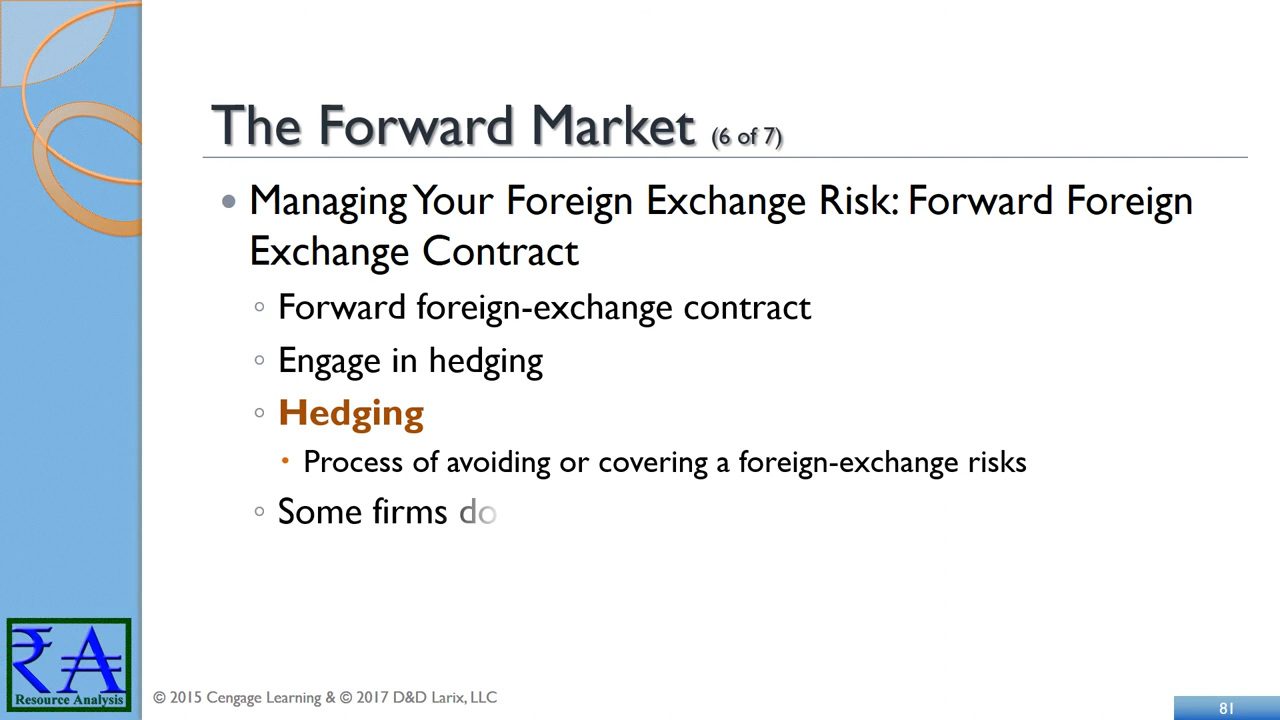 The Forward Market (6 of 7)
• Managing Your Foreign Exchange Risk: Forward Foreign
Exchange Contract
◦ Forward foreign-exchange contract
◦ Engage in hedging
◦ Hedging
• Process of avoiding or covering a foreign-exchange risks
◦ Some firms do
₹A
Resource Analysis
© 2015 Cengage Learning & © 2017 D&D Larix, LLC
81